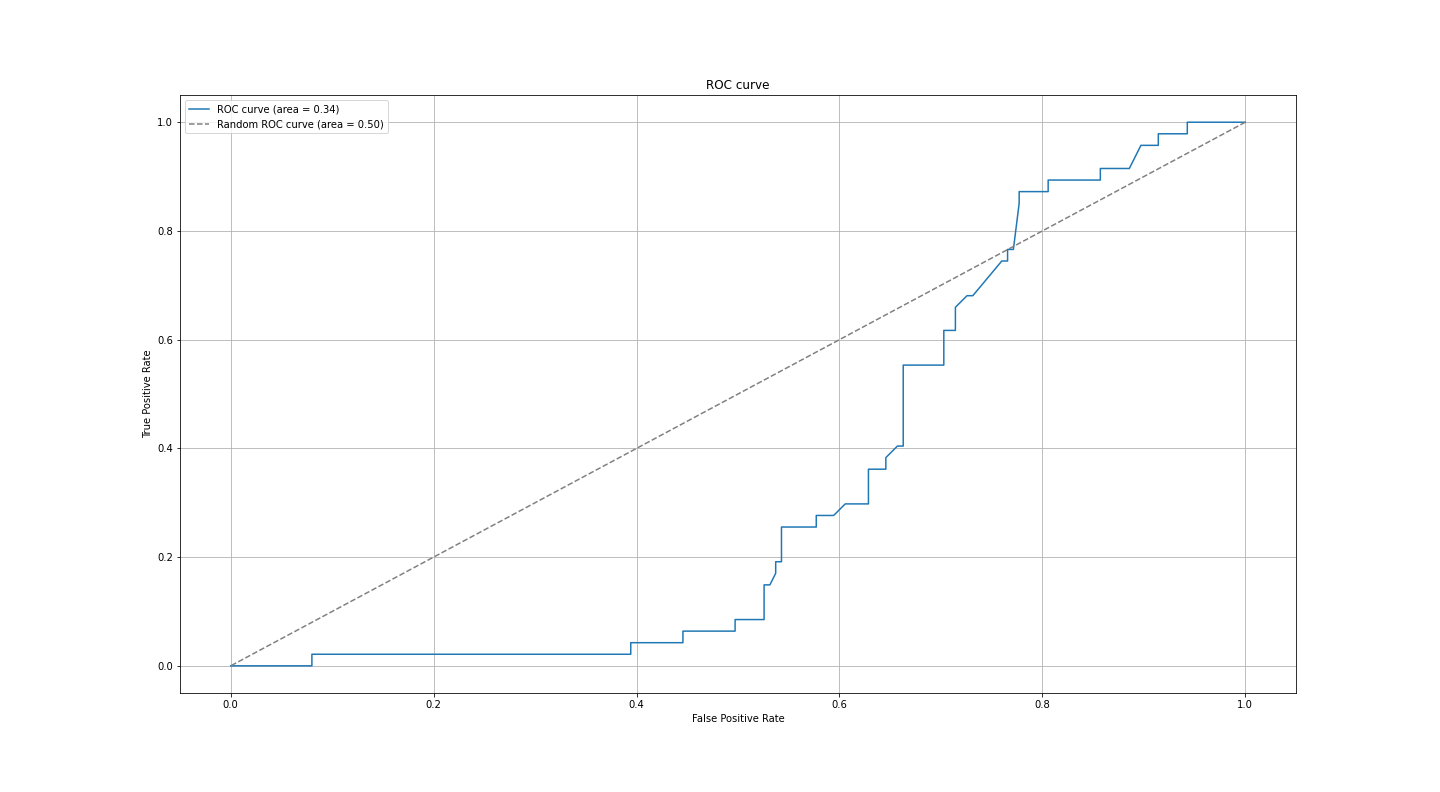 ROC curve
ROC curve (area = 0.34)
Random ROC curve (area = 0.50)
1.0
0.8
0.6
0.4
0.2
0.0
True Positive Rate
0.0 0.2 0.4 0.6 0.8 1.0
False Positive Rate